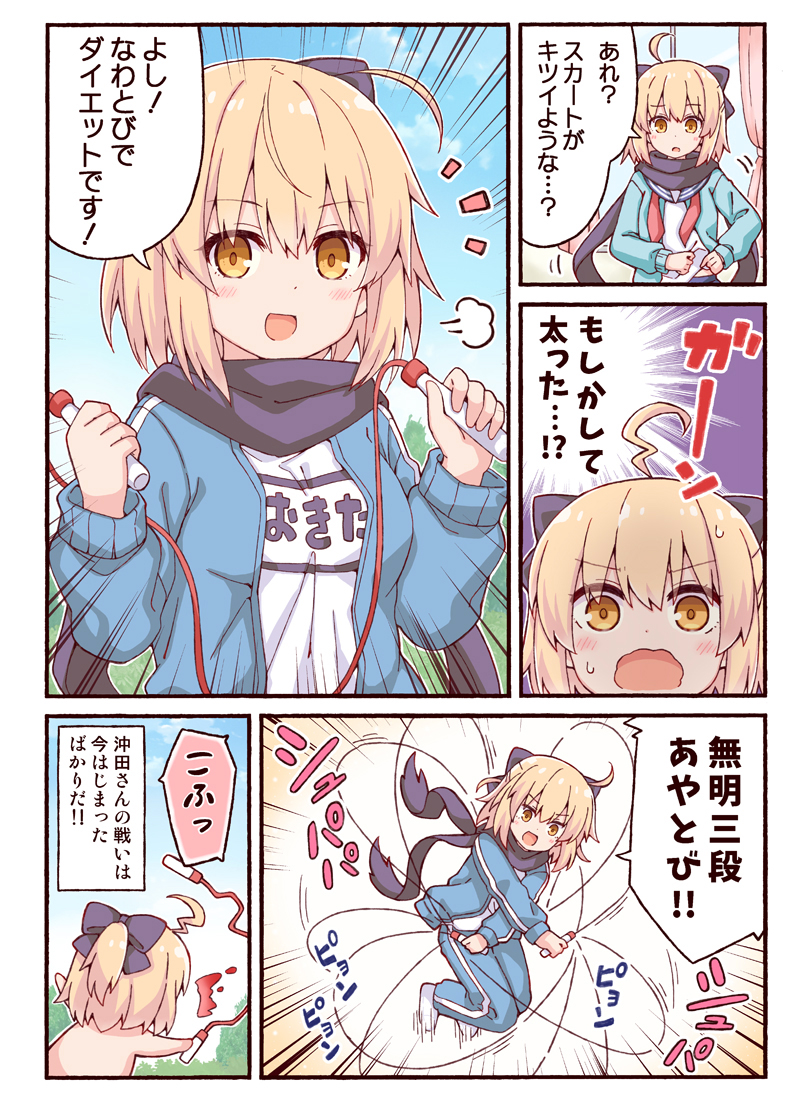 あれ？
スカートが
キツイような…？
ガーン
もしかして
太った…!?
よし！
なわとびで
ダイエットです！
おきた
無明三段
あやとび!!
シュパパ
ピョン
ピョン
ピョン
シュパ
こふっ
沖田さんの戦いは
今はじまった
ばかりだ!!